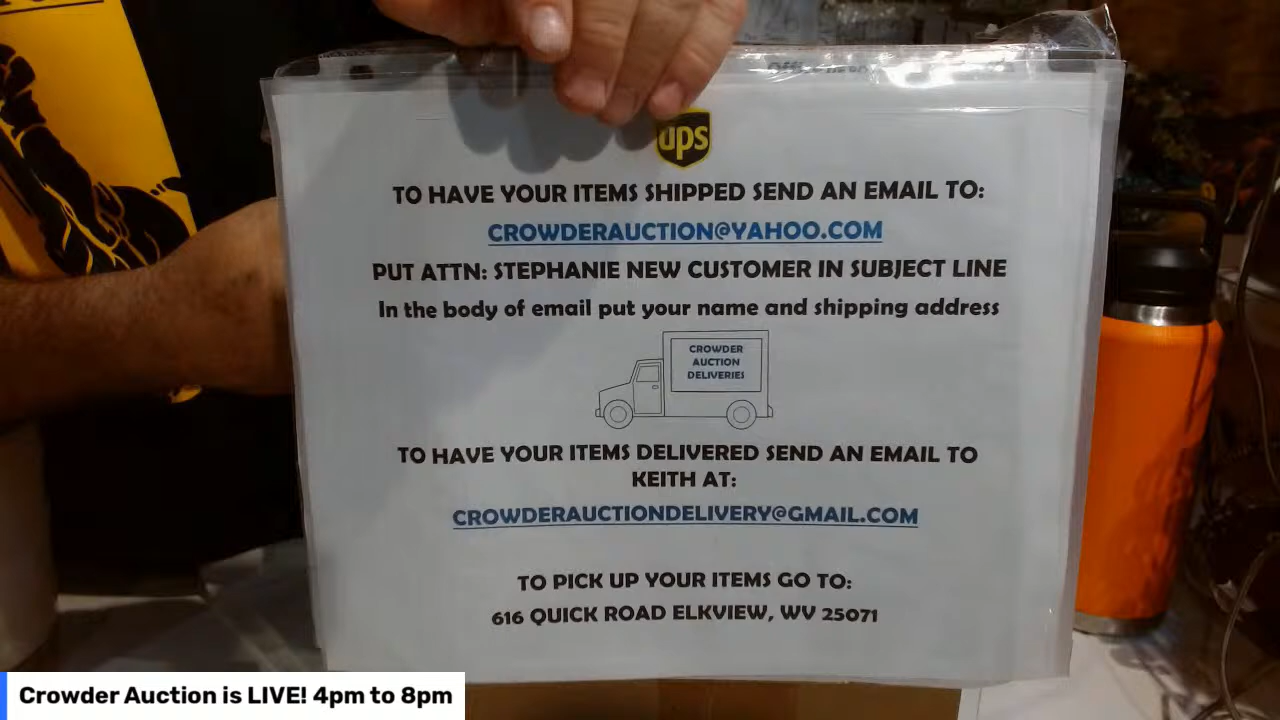 ups
TO HAVE YOUR ITEMS SHIPPED SEND AN EMAIL TO:
CROWDERAUCTION@YAHOO.COM
PUT ATTN: STEPHANIE NEW CUSTOMER IN SUBJECT LINE
In the body of email put your name and shipping address
CROWDER
AUCTION
DELIVERIES
TO HAVE YOUR ITEMS DELIVERED SEND AN EMAIL TO
KEITH AT:
CROWDERAUCTIONDELIVERY@GMAIL.COM
TO PICK UP YOUR ITEMS GO TO:
616 QUICK ROAD ELKVIEW, WV 25071
Crowder Auction is LIVE! 4pm to 8pm